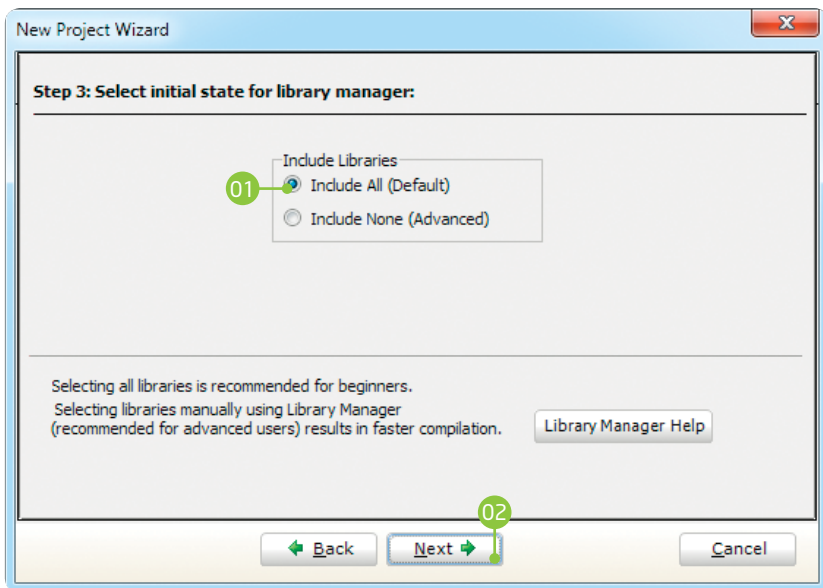 New Project Wizard
X
Step 3: Select initial state for library manager:
Include Libraries
01
Include All (Default)
Include None (Advanced)
Selecting all libraries is recommended for beginners.
Selecting libraries manually using Library Manager
(recommended for advanced users) results in faster compilation.
Library Manager Help
02
Back
Next
Cancel